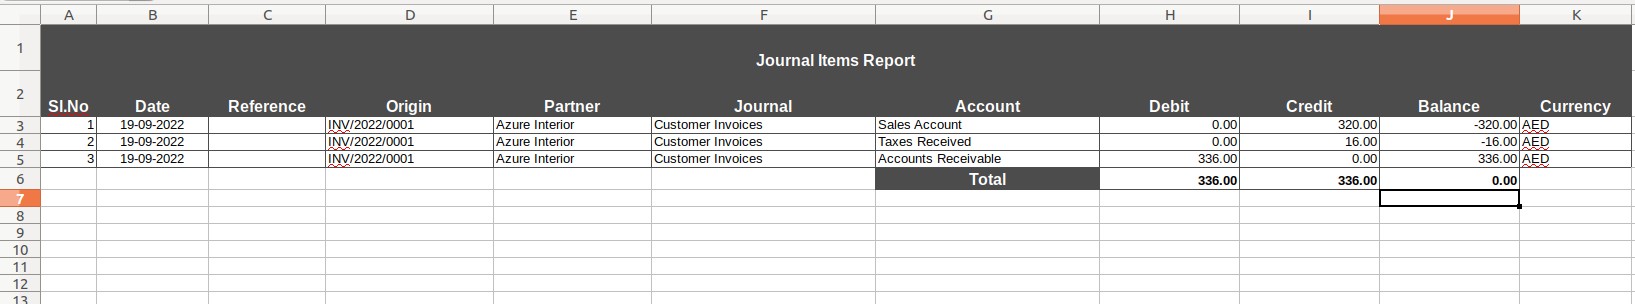 A B C D E F G H I J K
1 Journal Items Report
2 Sl.No Date Reference Origin Partner Journal Account Debit Credit Balance Currency
3 1 19-09-2022 INV/2022/0001 Azure Interior Customer Invoices Sales Account 0.00 320.00 -320.00 AED
4 2 19-09-2022 INV/2022/0001 Azure Interior Customer Invoices Taxes Received 0.00 16.00 -16.00 AED
5 3 19-09-2022 INV/2022/0001 Azure Interior Customer Invoices Accounts Receivable 336.00 0.00 336.00 AED
6 Total 336.00 336.00 0.00
7
8
9
10
11
12
13